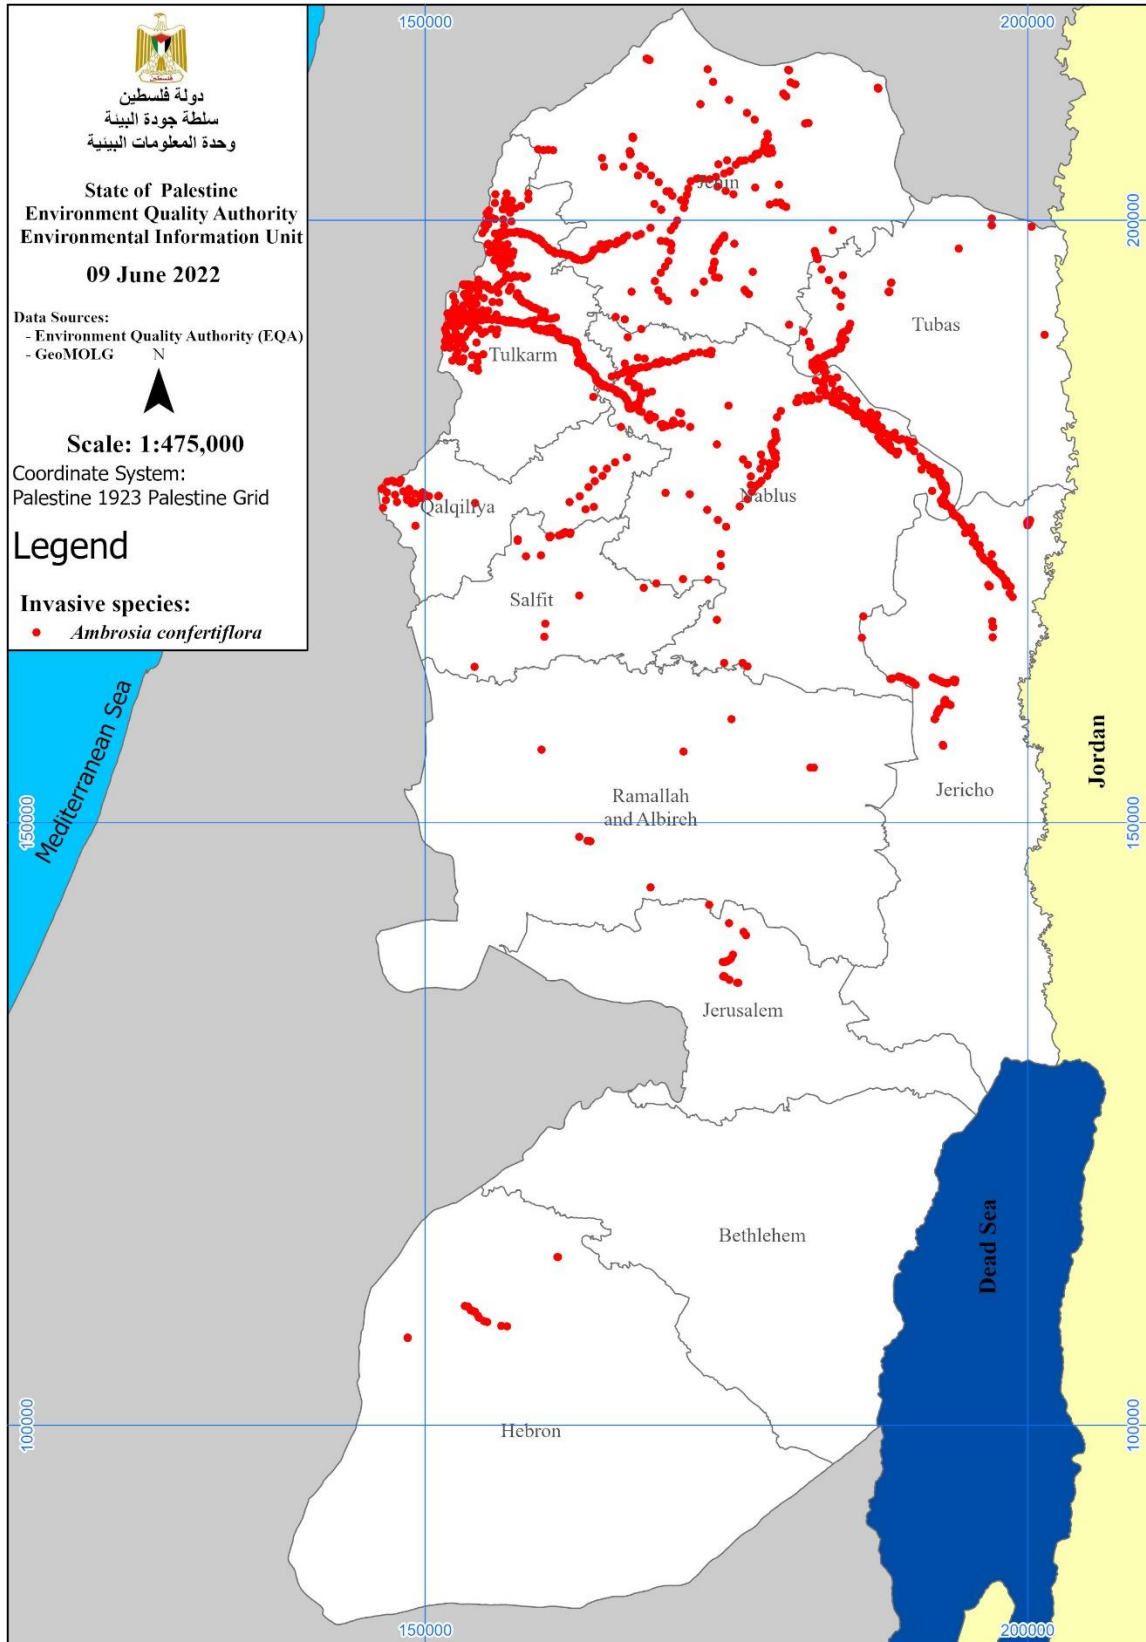 دولة فلسطين
سلطة جودة البيئة
وحدة المعلومات البيئية
State of Palestine
Environment Quality Authority
Environmental Information Unit
09 June 2022
Data Sources:
- Environment Quality Authority (EQA)
- GeoMOLG
N
Scale: 1:475,000
Coordinate System:
Palestine 1923 Palestine Grid
Legend
Invasive species:
Ambrosia confertiflora
150000
200000
200000
200000
Jenin
Tubas
Tulkarm
Qalqiliya
Nablus
Salfit
Mediterranean Sea
Jordan
Jericho
Ramallah
and Albireh
150000
150000
Jerusalem
Bethlehem
Dead Sea
Hebron
100000
100000
150000
200000